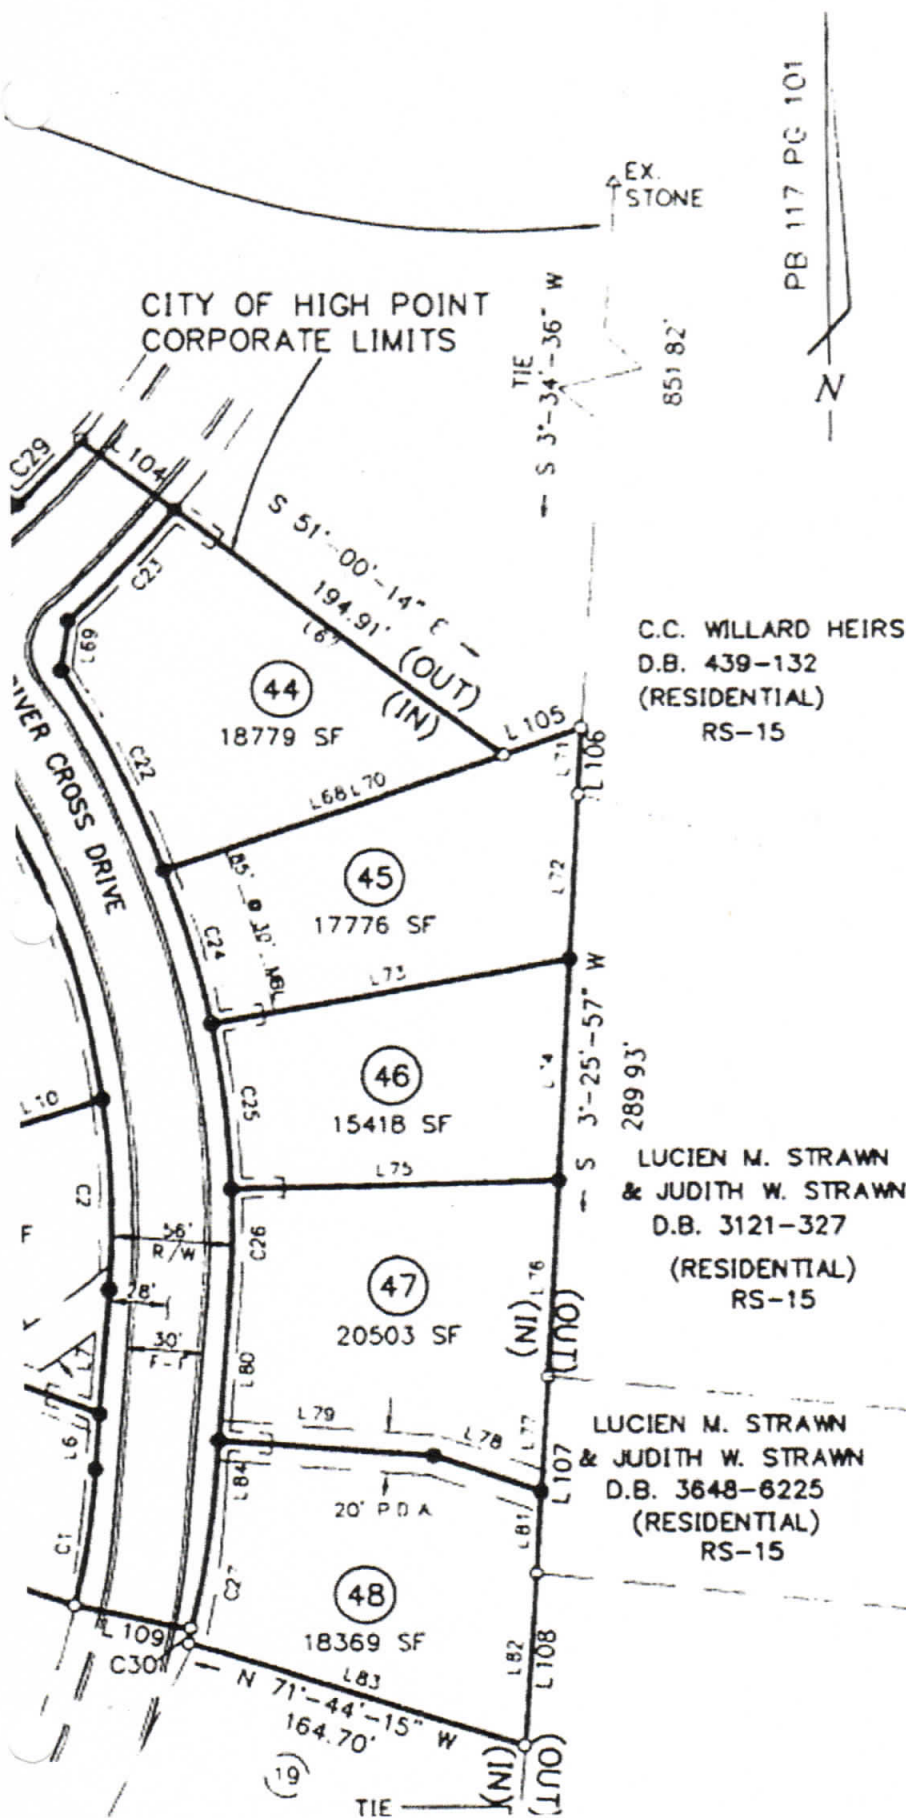 PB 117 PG 101
EX.
STONE
CITY OF HIGH POINT
CORPORATE LIMITS
TIE
S 3°-34'-36" W
851.82'
N
C29
L104
S 51°-00'-14" E
194.91'
(OUT)
(IN)
C23
L69
44
18779 SF
C.C. WILLARD HEIRS
D.B. 439-132
(RESIDENTIAL)
RS-15
L105
L71
L106
C22
L68 L70
CROSS DRIVE
85' @ 30' MBL
45
17776 SF
L72
C24
L73
46
15418 SF
C25
L74
S 3°-25'-57" W
289.93'
L10
L75
LUCIEN M. STRAWN
& JUDITH W. STRAWN
D.B. 3121-327
(RESIDENTIAL)
RS-15
C2
F
56'
R/W
C26
47
20503 SF
L76
(IN)
(OUT)
28'
30'
L7
L80
L79
L78
L77
L107
LUCIEN M. STRAWN
& JUDITH W. STRAWN
D.B. 3648-6225
(RESIDENTIAL)
RS-15
L6
L84
20' P D A
L81
C1
C27
48
18369 SF
L109
C30
L83
L82
L108
N 71°-44'-15" W
164.70'
(IN)
(OUT)
19
TIE